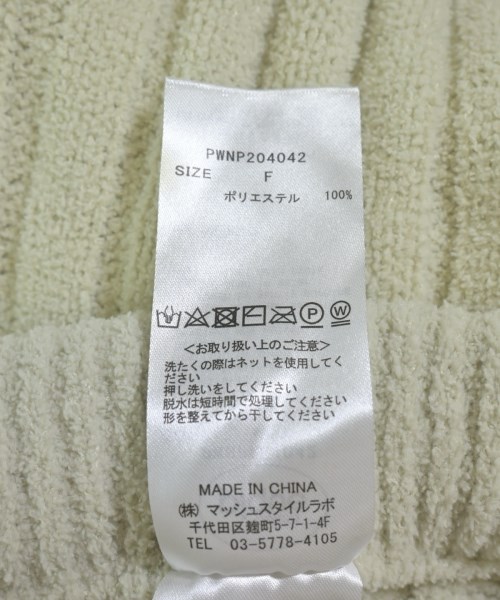 PWNP204042
SIZE F
ポリエステル 100%
P W
<お取り扱い上のご注意>
洗たくの際はネットを使用してく
ださい
押し洗いをしてください
脱水は短時間で処理してください
形を整えてから干してください
MADE IN CHINA
(株) マッシュスタイルラボ
千代田区麹町5-7-1-4F
TEL 03-5778-4105